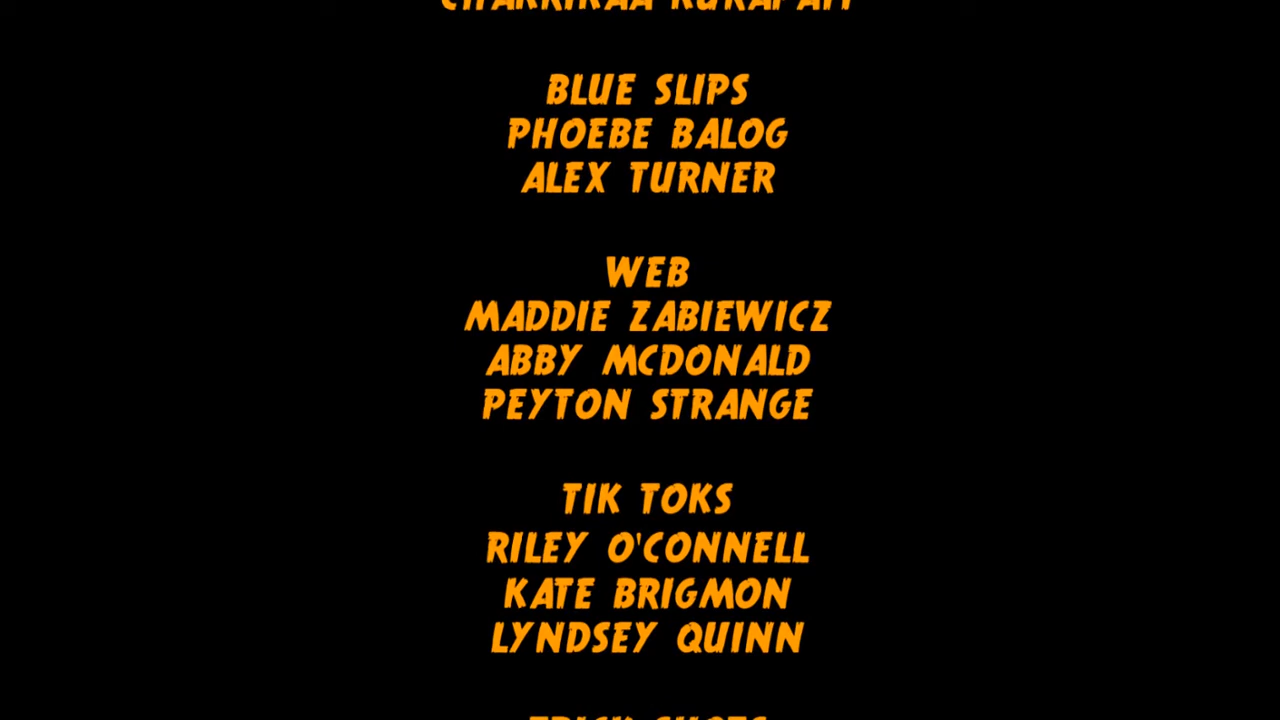 BLUE SLIPS
PHOEBE BALOG
ALEX TURNER
WEB
MADDIE ZABIEWICZ
ABBY MCDONALD
PEYTON STRANGE
TIK TOKS
RILEY O'CONNELL
KATE BRIGMON
LYNDSEY QUINN